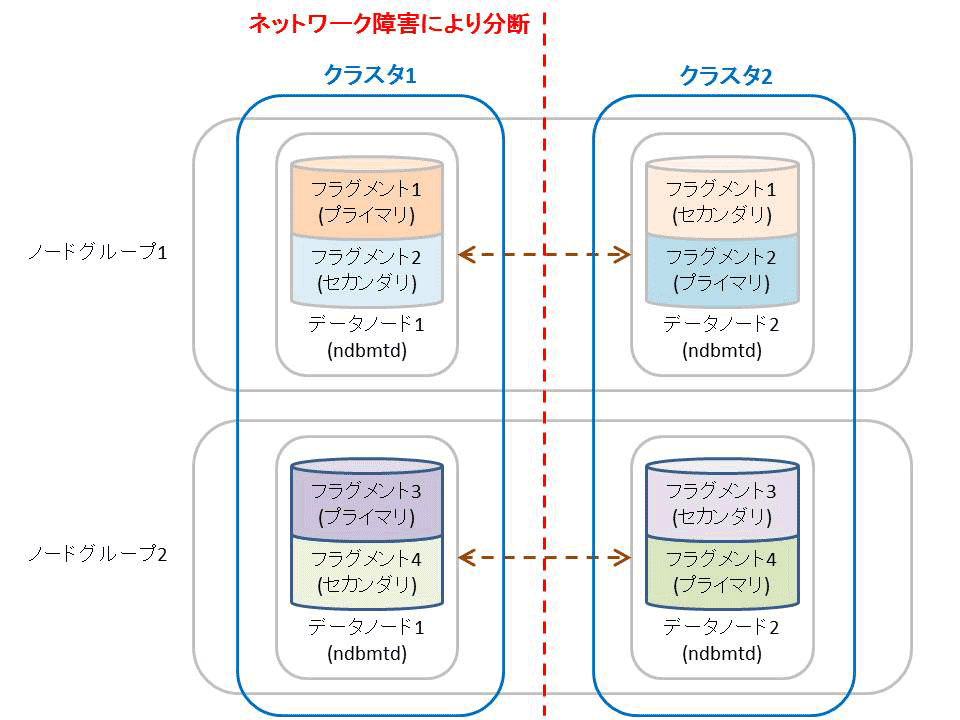 ネットワーク障害により分断
クラスタ1
クラスタ2
フラグメント1
(プライマリ)
フラグメント2
(セカンダリ)
データノード1
(ndbmtd)
フラグメント1
(セカンダリ)
フラグメント2
(プライマリ)
データノード2
(ndbmtd)
ノードグループ1
フラグメント3
(プライマリ)
フラグメント4
(セカンダリ)
データノード1
(ndbmtd)
フラグメント3
(セカンダリ)
フラグメント4
(プライマリ)
データノード2
(ndbmtd)
ノードグループ2